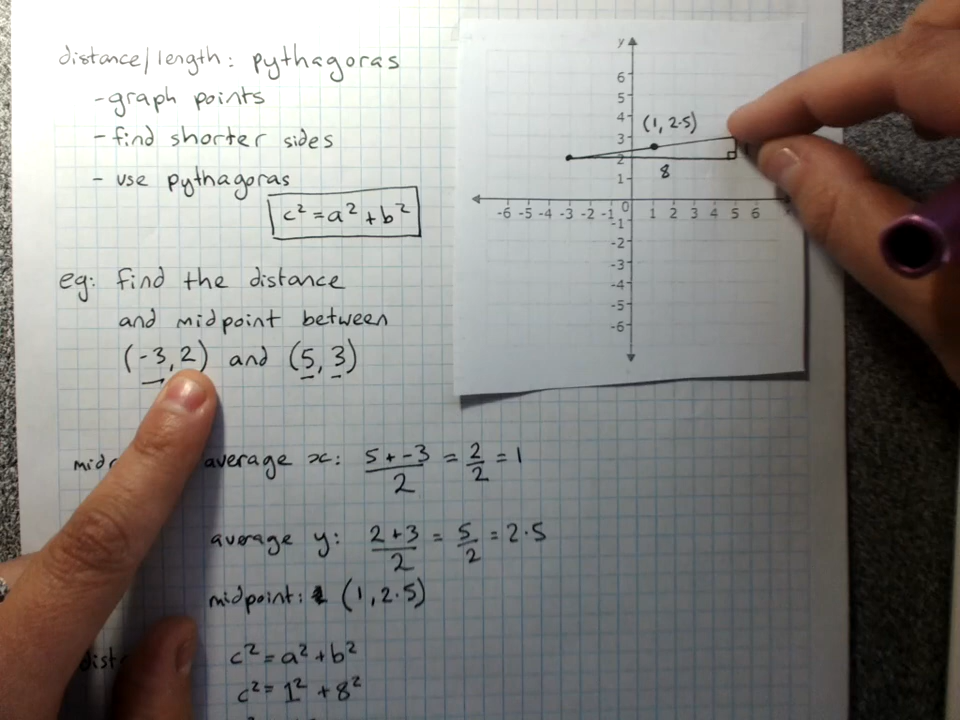 distance/length: pythagoras
- graph points
- find shorter sides
- use pythagoras
c² = a² + b²
eg: find the distance
and midpoint between
(-3, 2) and (5, 3)
average x: 5 + -3 / 2 = 2/2 = 1
average y: 2 + 3 / 2 = 5/2 = 2.5
midpoint: (1, 2.5)
c² = a² + b²
c² = 1² + 8²
y
6
5
4
(1, 2.5)
3
2
8
1
0
-6 -5 -4 -3 -2 -1 1 2 3 4 5 6
-1
-2
-3
-4
-5
-6